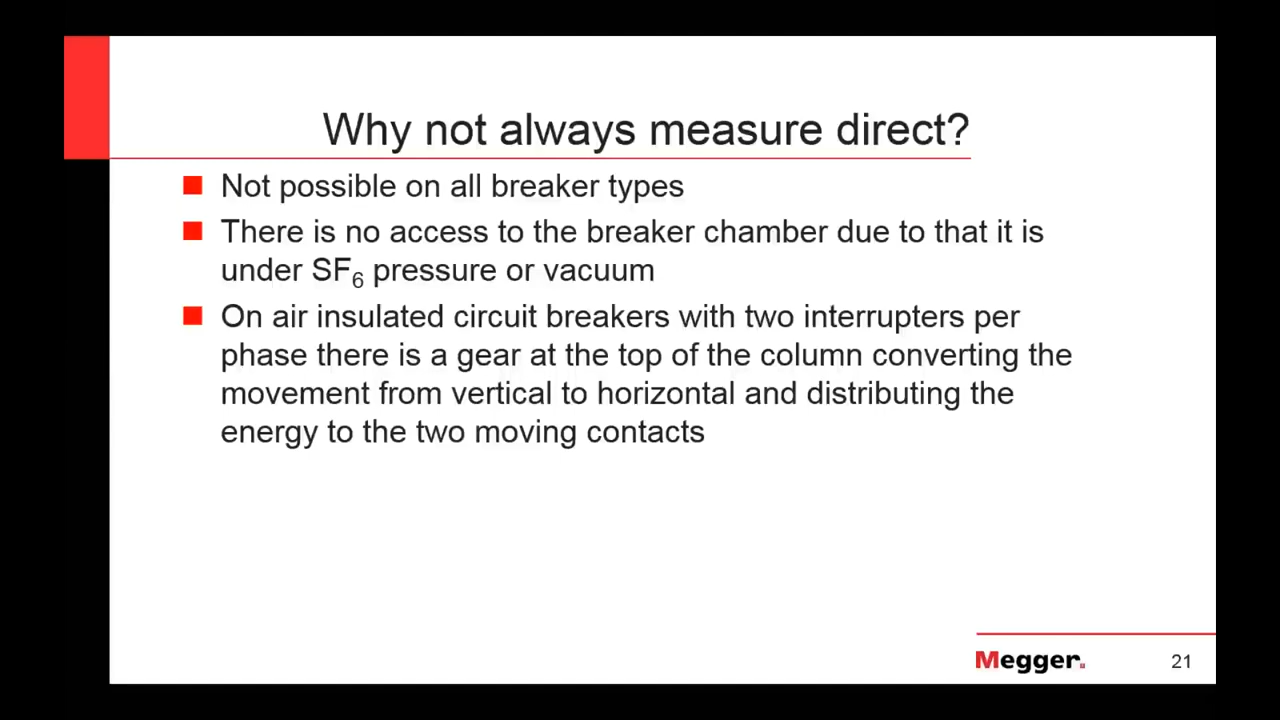 Why not always measure direct?
Not possible on all breaker types
There is no access to the breaker chamber due to that it is
under SF₆ pressure or vacuum
On air insulated circuit breakers with two interrupters per
phase there is a gear at the top of the column converting the
movement from vertical to horizontal and distributing the
energy to the two moving contacts
Megger.
21